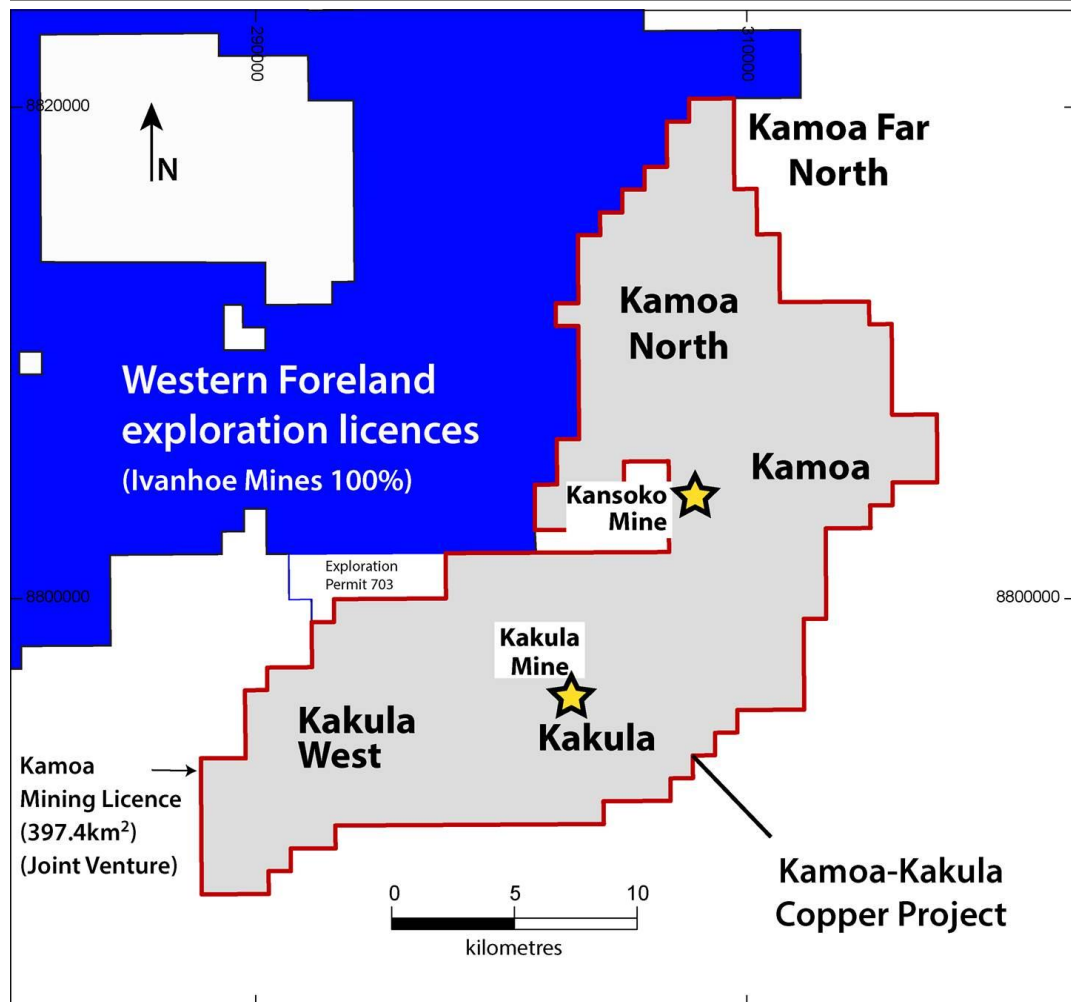 290000
310000
8820000
N
Kamoa Far
North
Kamoa
North
Western Foreland
exploration licences
(Ivanhoe Mines 100%)
Kamoa
Kansoko
Mine
Exploration
Permit 703
8800000
8800000
Kakula
Mine
Kakula
West
Kakula
Kamoa
Mining Licence
(397.4km²)
(Joint Venture)
Kamoa-Kakula
Copper Project
0 5 10
kilometres